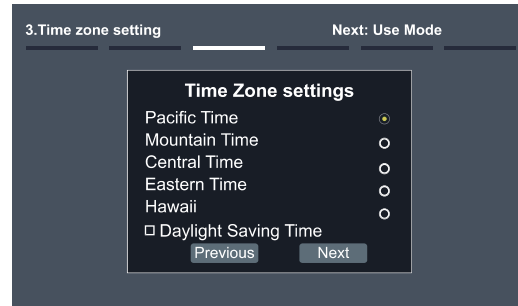 3.Time zone setting Next: Use Mode
Time Zone settings
Pacific Time
Mountain Time
Central Time
Eastern Time
Hawaii
Daylight Saving Time
Previous Next